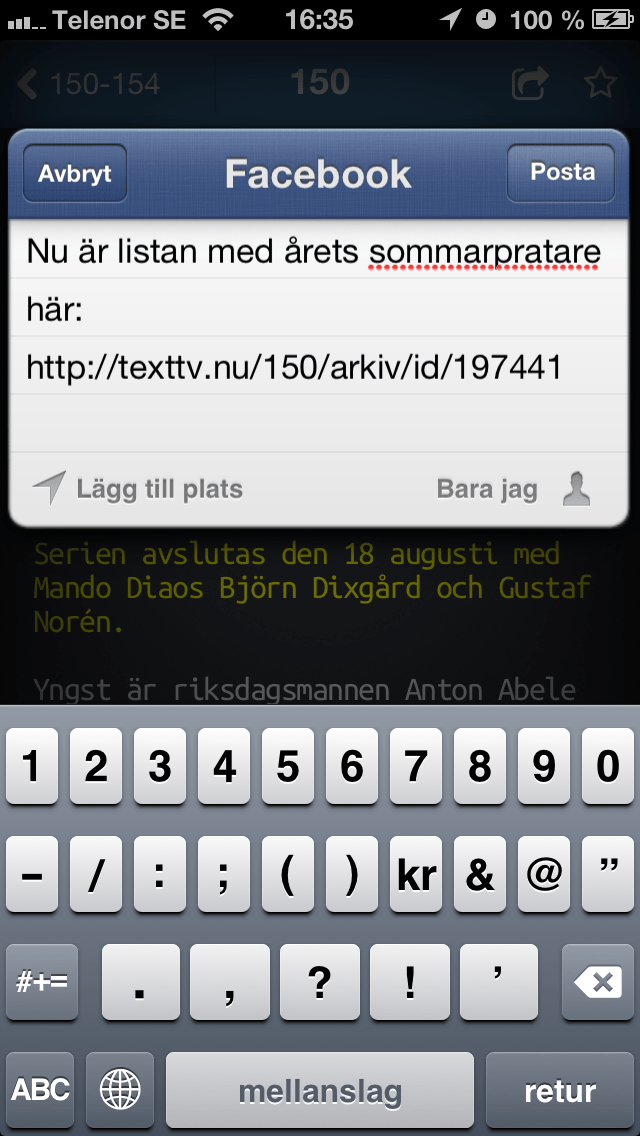 Telenor SE 16:35 100 %
150-154 150
Avbryt Facebook Posta
Nu är listan med årets sommarpratare
här:
http://texttv.nu/150/arkiv/id/197441
Lägg till plats Bara jag
Serien avslutas den 18 augusti med
Mando Diaos Björn Dixgård och Gustaf
Norén.
Yngst är riksdagsmannen Anton Abele
1 2 3 4 5 6 7 8 9 0
- / : ; ( ) kr & @ ”
#+= . , ? ! ’
ABC mellanslag retur